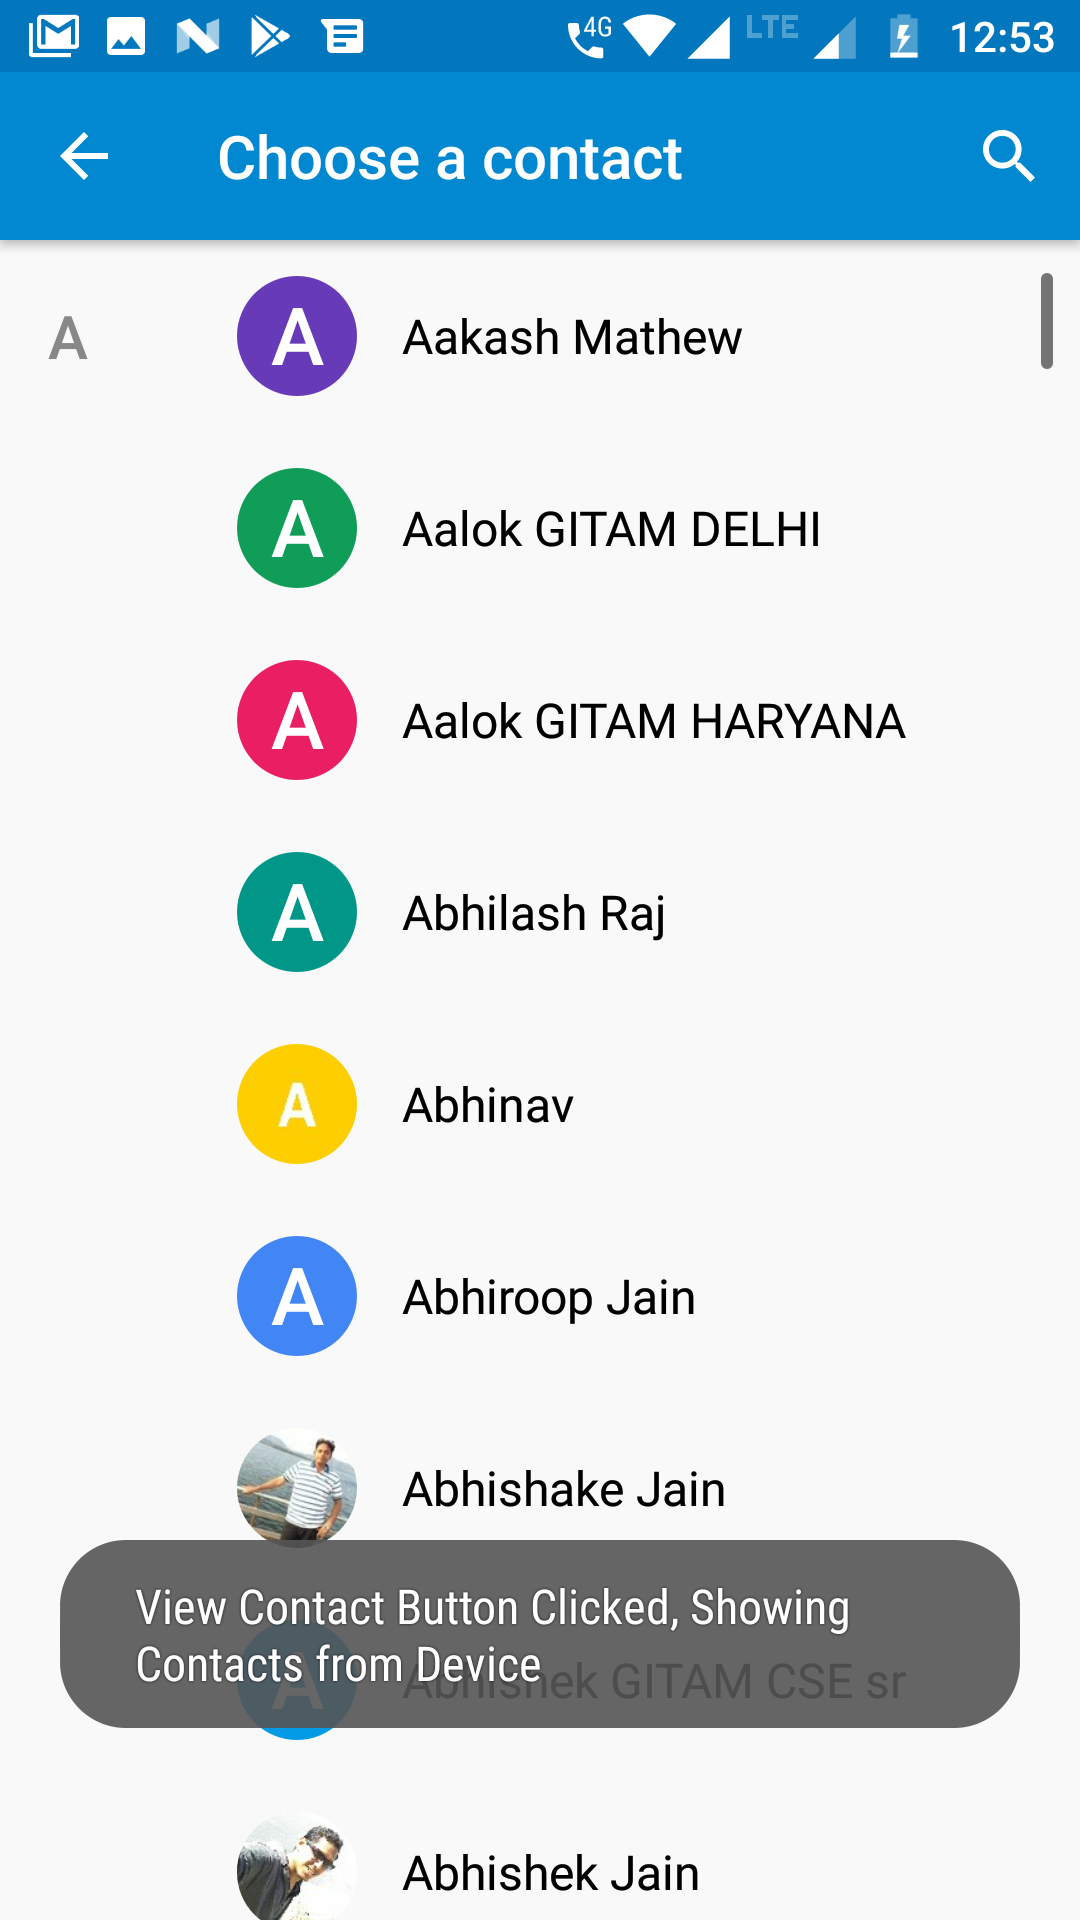 4G LTE 12:53
Choose a contact
A A Aakash Mathew
A Aalok GITAM DELHI
A Aalok GITAM HARYANA
A Abhilash Raj
A Abhinav
A Abhiroop Jain
Abhishake Jain
View Contact Button Clicked, Showing
Contacts from Device
A Abhishek GITAM CSE sr
Abhishek Jain